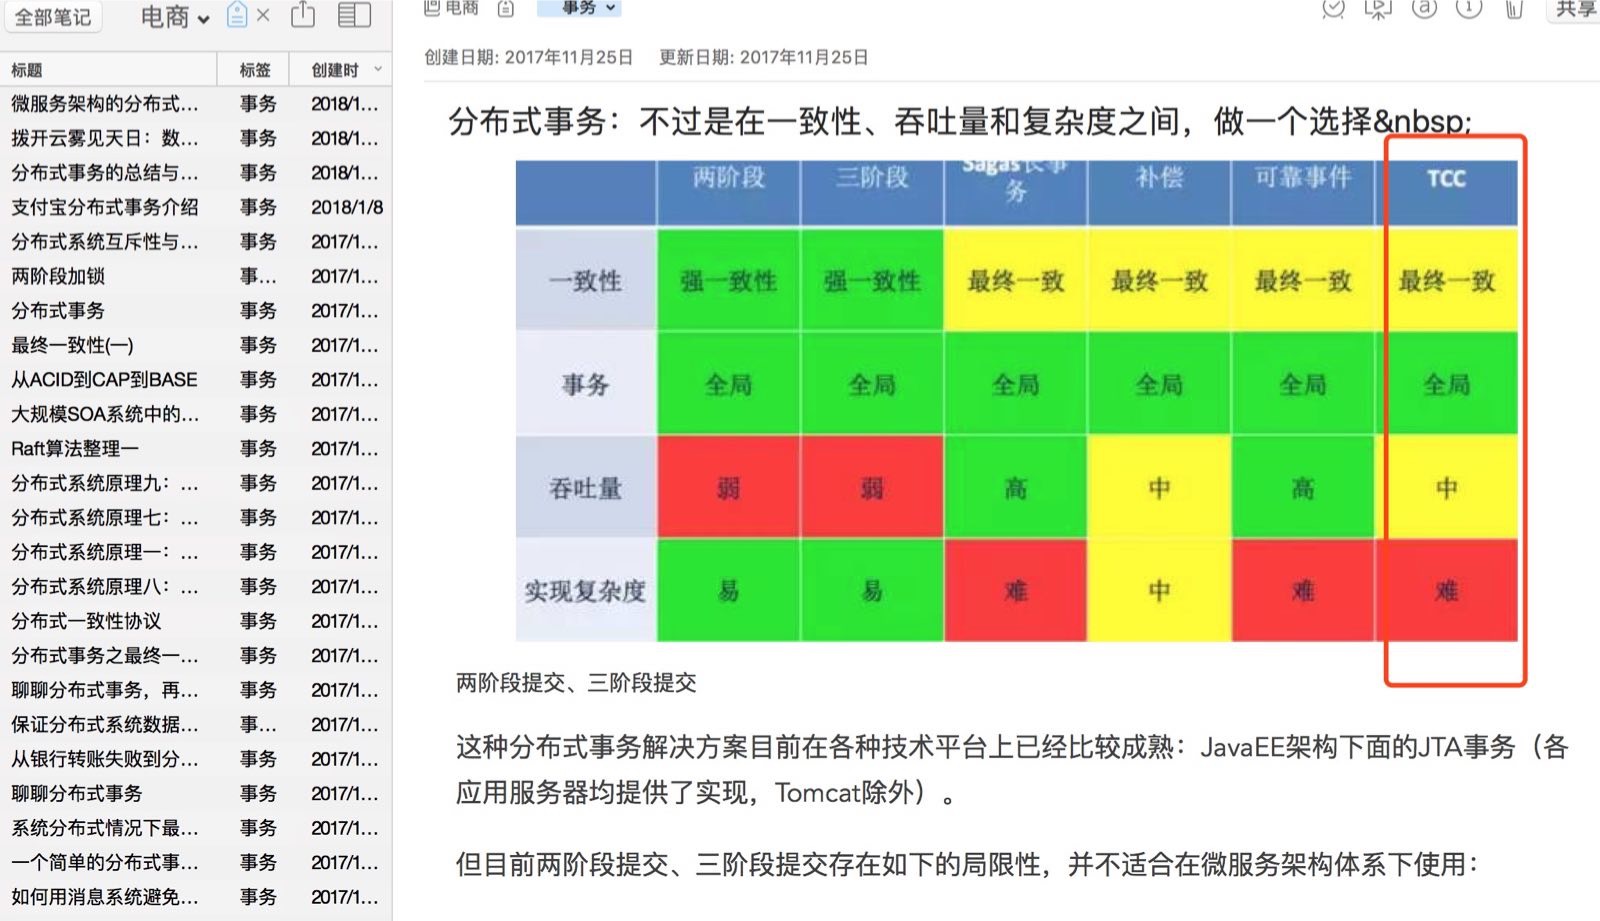 全部笔记 电商
标题 标签 创建时
微服务架构的分布式... 事务 2018/1...
拨开云雾见天日：数... 事务 2018/1...
分布式事务的总结与... 事务 2018/1...
支付宝分布式事务介绍 事务 2018/1/8
分布式系统互斥性与... 事务 2017/1...
两阶段加锁 事... 2017/1...
分布式事务 事务 2017/1...
最终一致性(一) 事务 2017/1...
从ACID到CAP到BASE 事务 2017/1...
大规模SOA系统中的... 事务 2017/1...
Raft算法整理一 事务 2017/1...
分布式系统原理九：... 事务 2017/1...
分布式系统原理七：... 事务 2017/1...
分布式系统原理一：... 事务 2017/1...
分布式系统原理八：... 事务 2017/1...
分布式一致性协议 事务 2017/1...
分布式事务之最终一... 事务 2017/1...
聊聊分布式事务，再... 事务 2017/1...
保证分布式系统数据... 事... 2017/1...
从银行转账失败到分... 事务 2017/1...
聊聊分布式事务 事务 2017/1...
系统分布式情况下最... 事务 2017/1...
一个简单的分布式事... 事务 2017/1...
如何用消息系统避免... 事务 2017/1...
电商 事务 共享
创建日期: 2017年11月25日 更新日期: 2017年11月25日
分布式事务：不过是在一致性、吞吐量和复杂度之间，做一个选择&nbsp;
两阶段 三阶段 Sagas长事务 补偿 可靠事件 TCC
一致性 强一致性 强一致性 最终一致 最终一致 最终一致 最终一致
事务 全局 全局 全局 全局 全局 全局
吞吐量 弱 弱 高 中 高 中
实现复杂度 易 易 难 中 难 难
两阶段提交、三阶段提交
这种分布式事务解决方案目前在各种技术平台上已经比较成熟：JavaEE架构下面的JTA事务（各
应用服务器均提供了实现，Tomcat除外）。
但目前两阶段提交、三阶段提交存在如下的局限性，并不适合在微服务架构体系下使用：